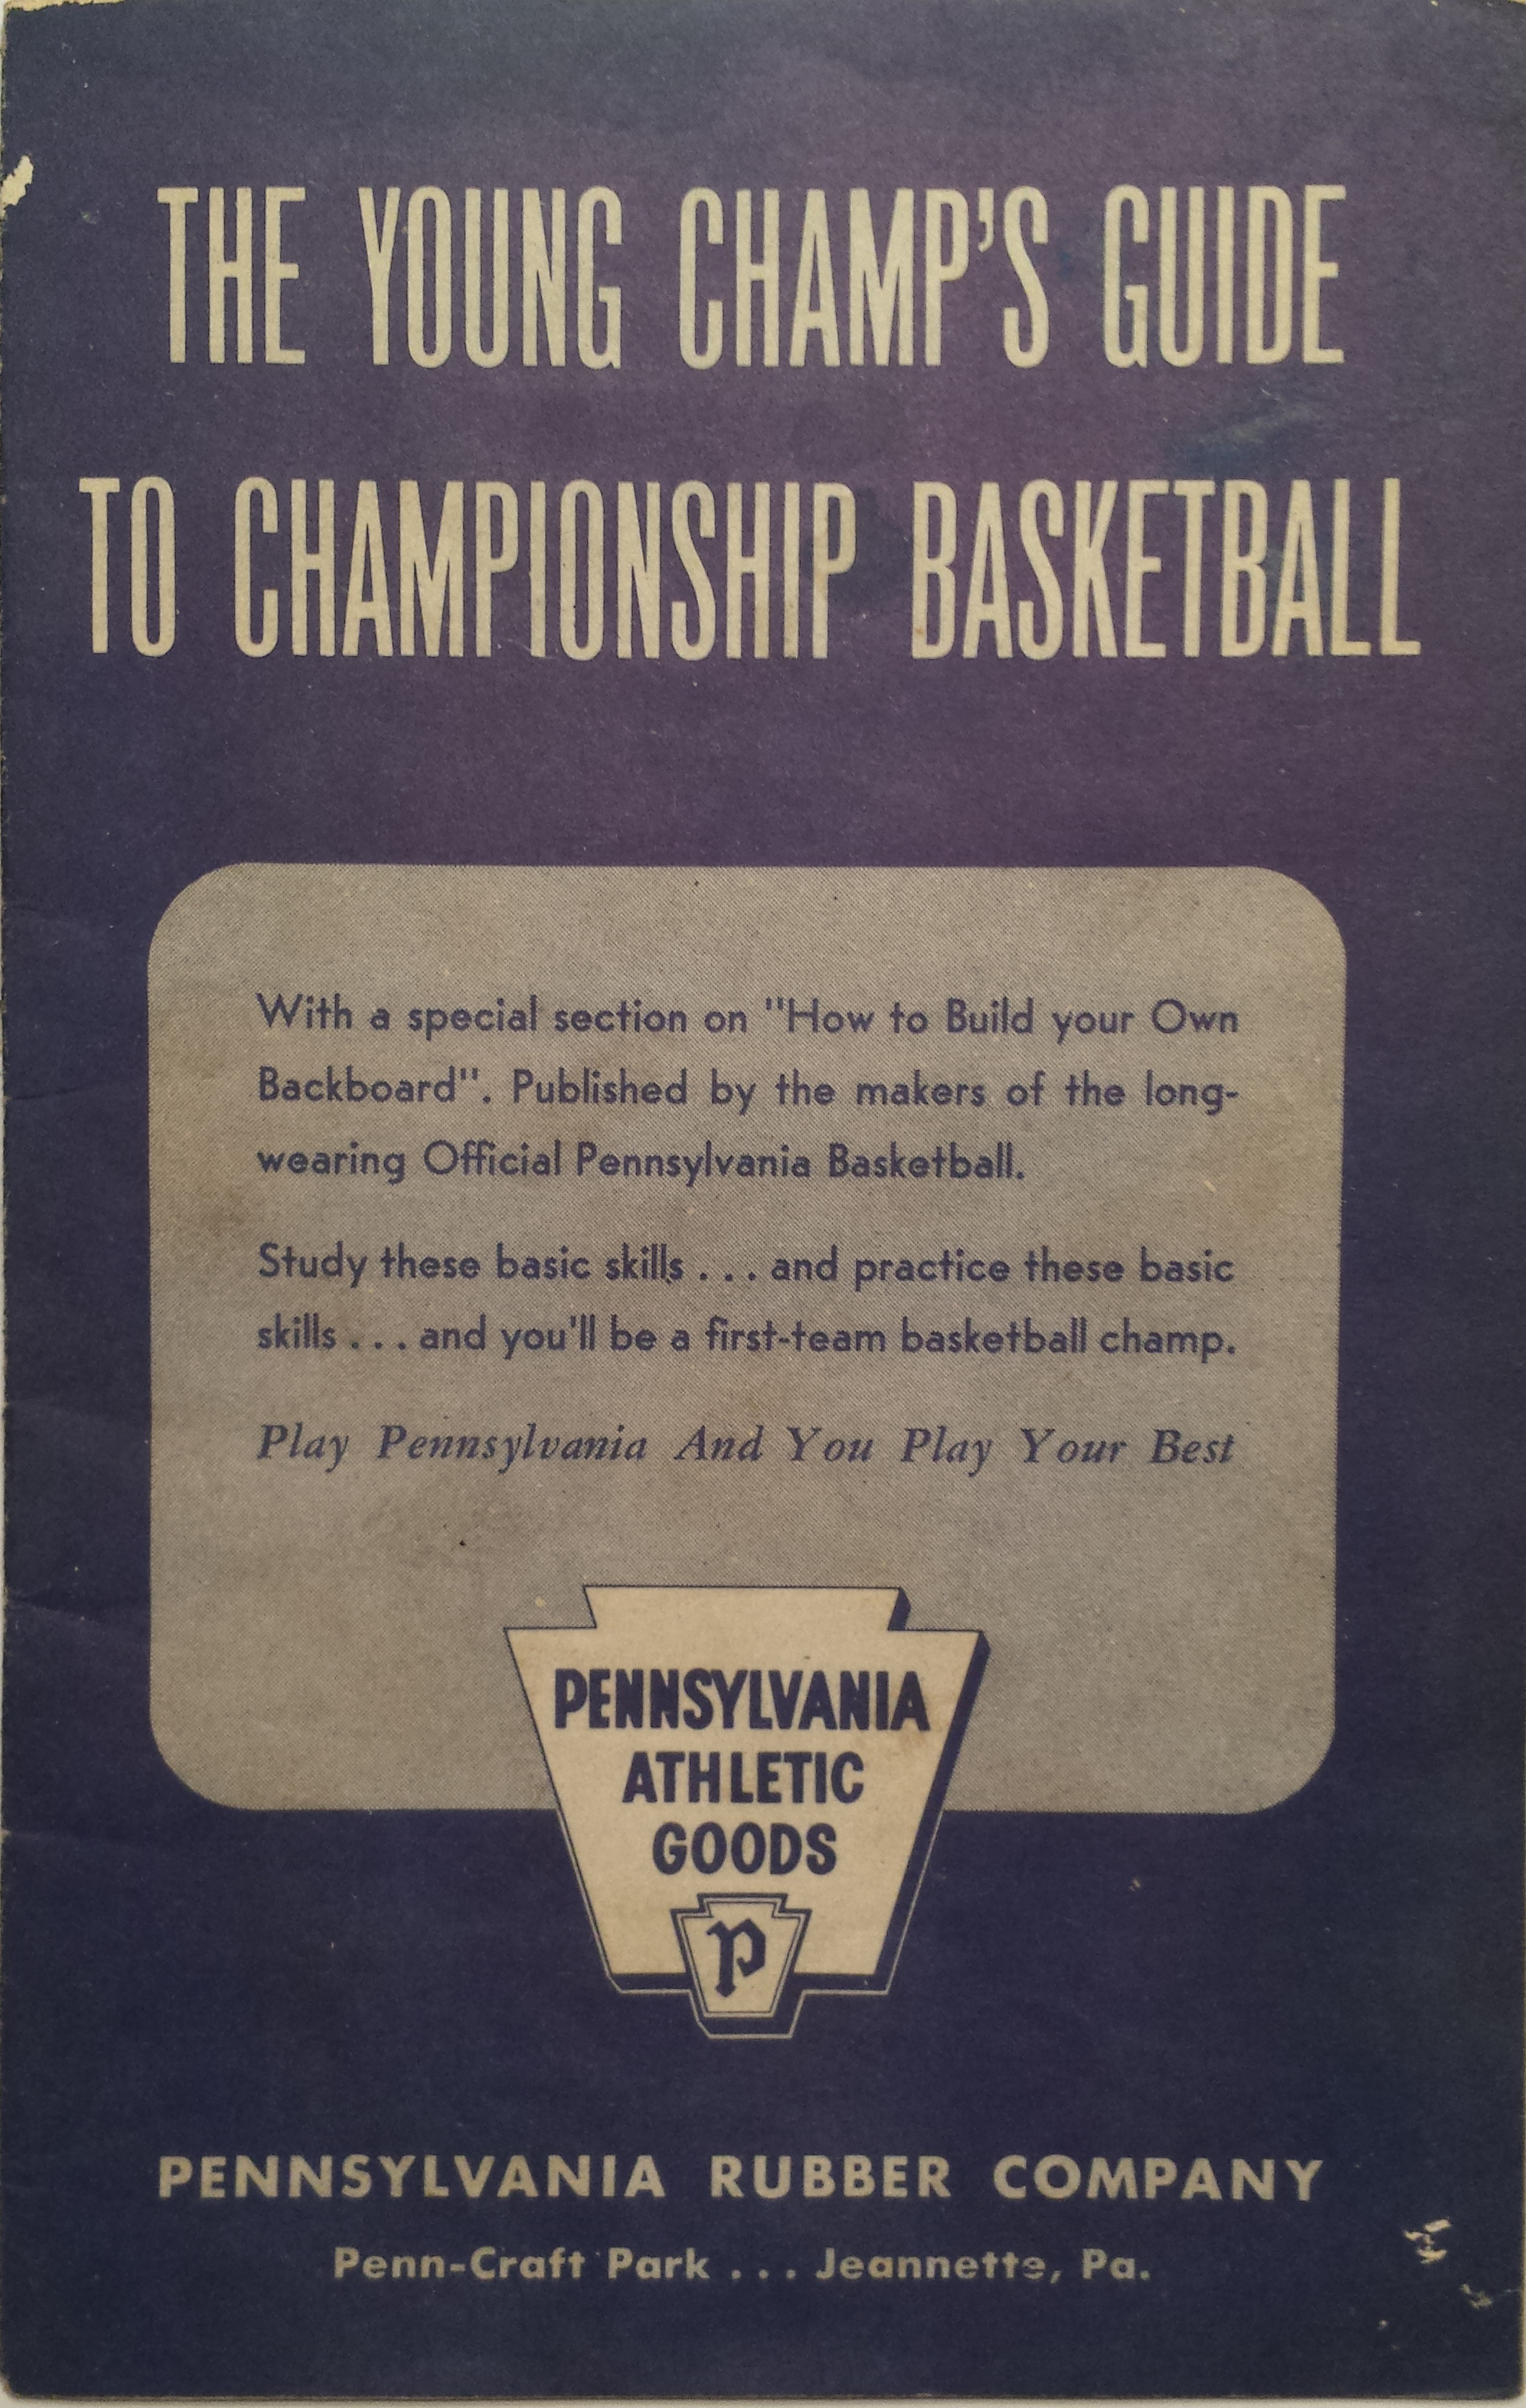 THE YOUNG CHAMP'S GUIDE
TO CHAMPIONSHIP BASKETBALL
With a special section on "How to Build your Own
Backboard". Published by the makers of the long-
wearing Official Pennsylvania Basketball.
Study these basic skills . . . and practice these basic
skills . . . and you'll be a first-team basketball champ.
Play Pennsylvania And You Play Your Best
PENNSYLVANIA
ATHLETIC
GOODS
P
PENNSYLVANIA RUBBER COMPANY
Penn-Craft Park . . . Jeannette, Pa.